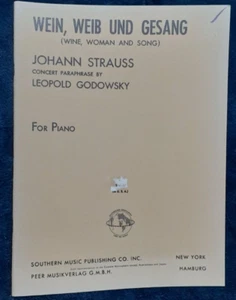 WEIN, WEIB UND GESANG
(WINE, WOMAN AND SONG)
JOHANN STRAUSS
CONCERT PARAPHRASE BY
LEOPOLD GODOWSKY
FOR PIANO
SOUTHERN MUSIC PUBLISHING CO. INC.
NEW YORK
PEER MUSIKVERLAG G.M.B.H.
HAMBURG